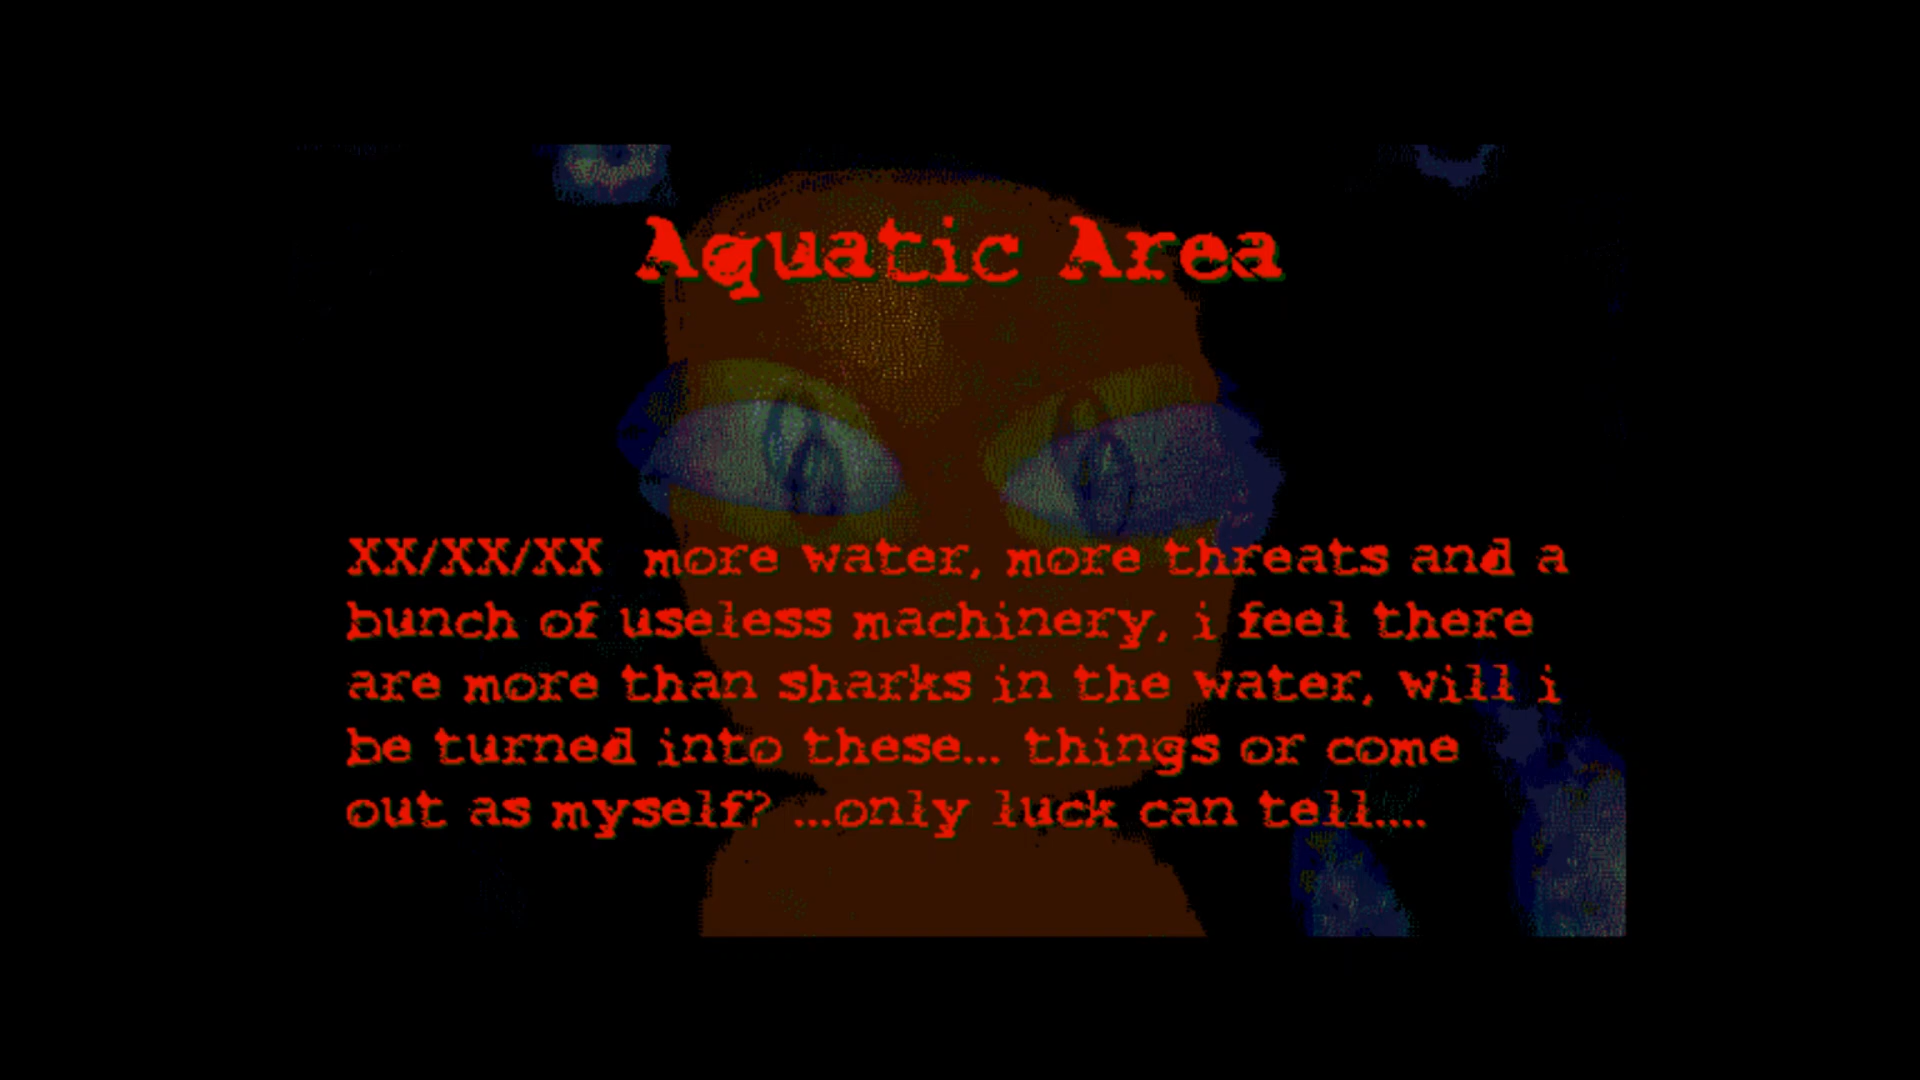 Aquatic Area
XX/XX/XX more water, more threats and a
bunch of useless machinery, i feel there
are more than sharks in the water, will i
be turned into these... things or come
out as myself? ...only luck can tell....